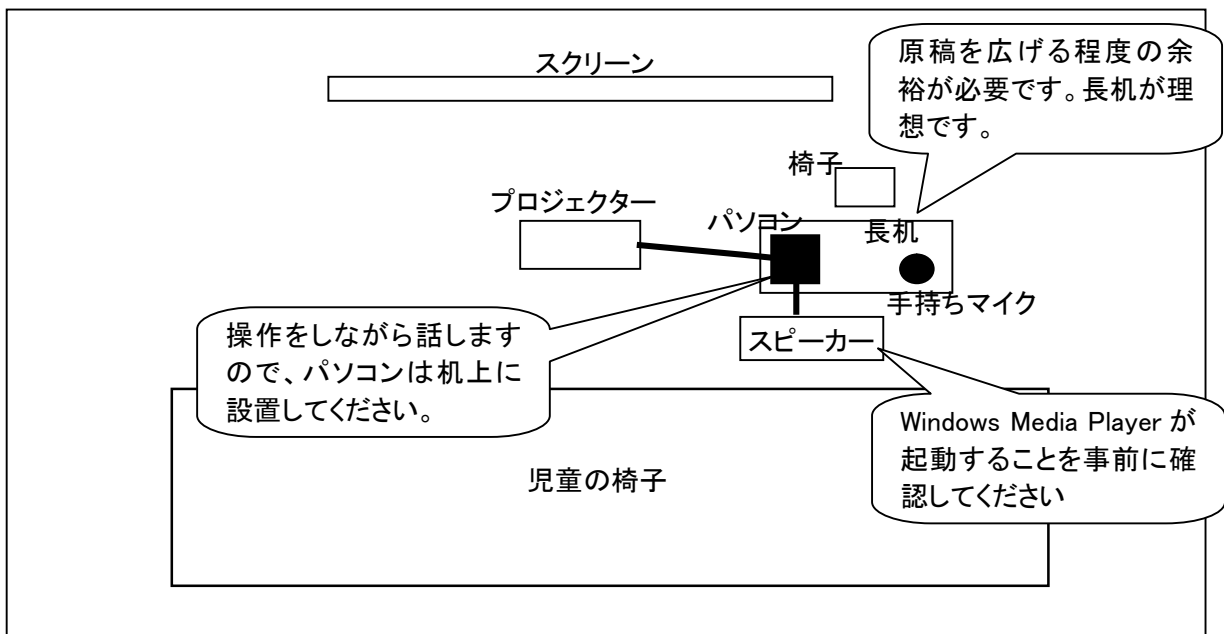 スクリーン
原稿を広げる程度の余
裕が必要です。長机が理
想です。
椅子
プロジェクター
パソコン
長机
手持ちマイク
操作をしながら話します
ので、パソコンは机上に
設置してください。
スピーカー
Windows Media Player が
起動することを事前に確
認してください
児童の椅子